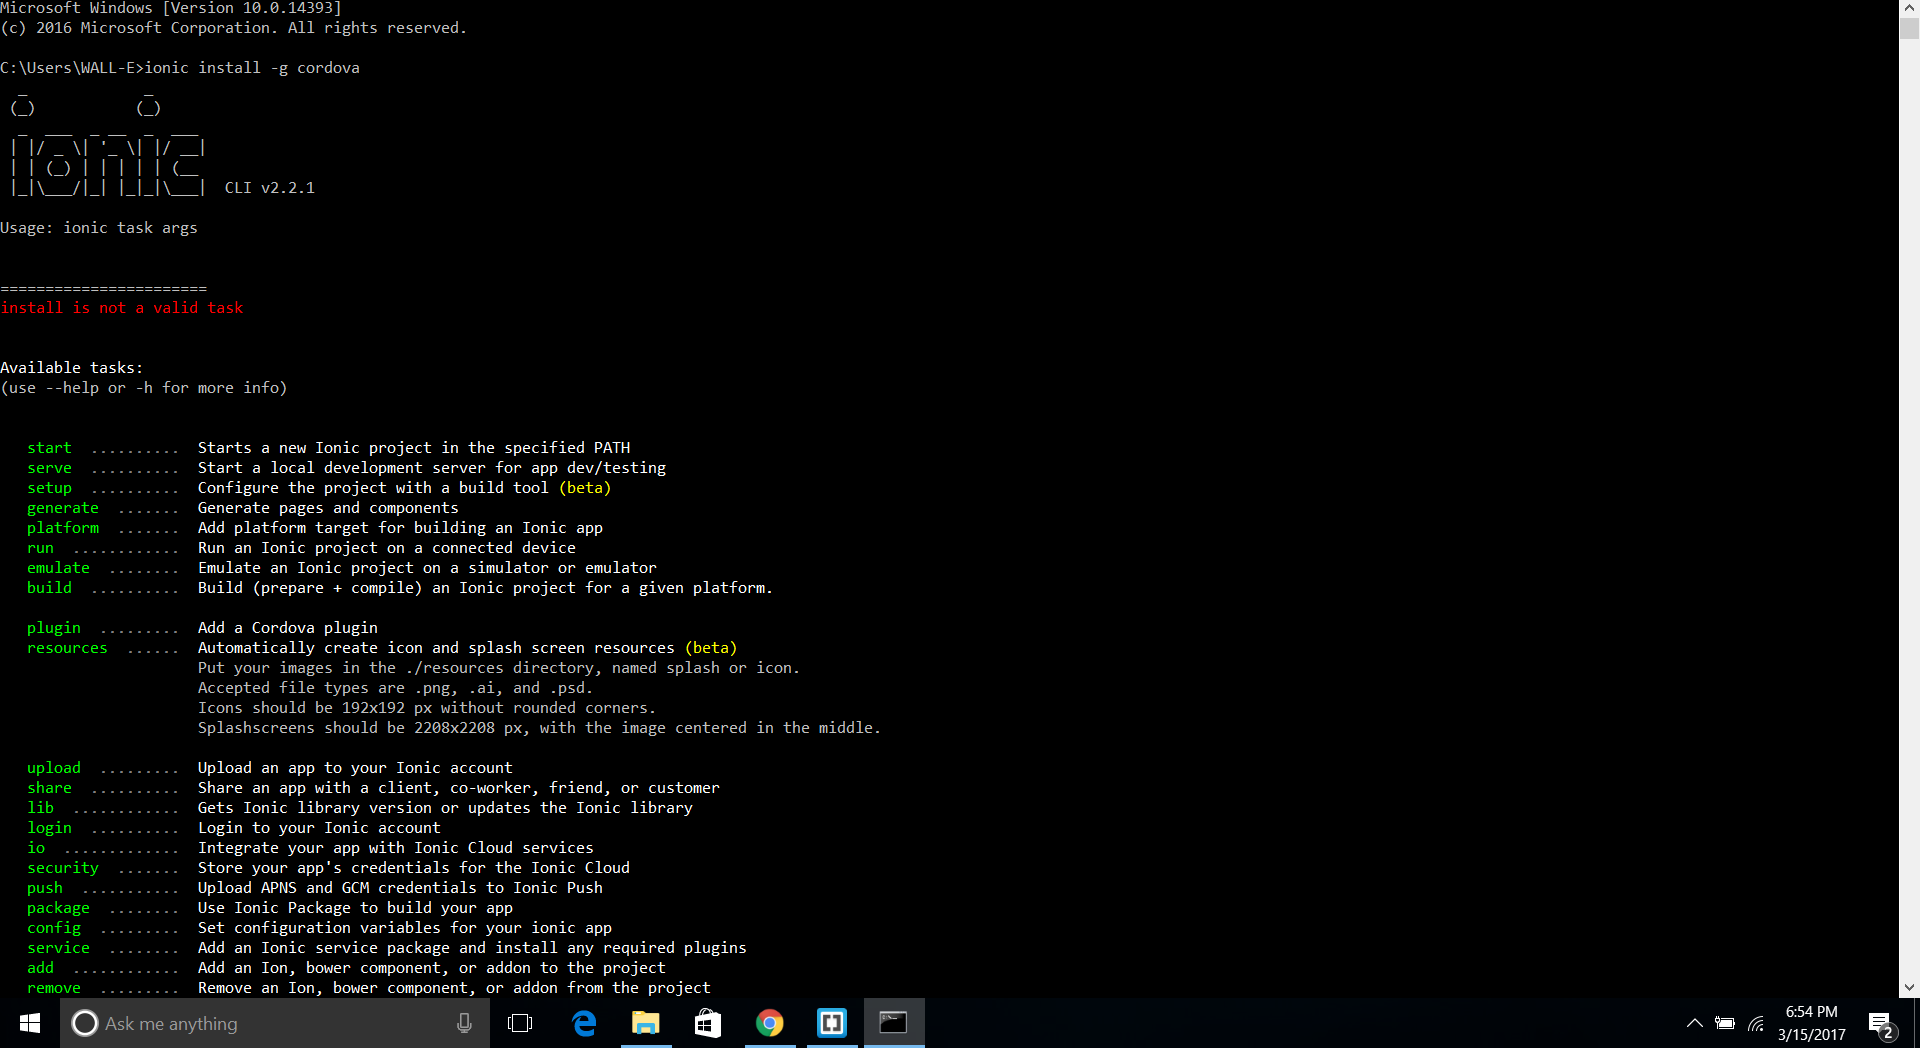 Microsoft Windows [Version 10.0.14393]
(c) 2016 Microsoft Corporation. All rights reserved.
C:\Users\WALL-E>ionic install -g cordova
ionic CLI v2.2.1
Usage: ionic task args
=======================
install is not a valid task
Available tasks:
(use --help or -h for more info)
start .......... Starts a new Ionic project in the specified PATH
serve .......... Start a local development server for app dev/testing
setup .......... Configure the project with a build tool (beta)
generate ....... Generate pages and components
platform ....... Add platform target for building an Ionic app
run ............ Run an Ionic project on a connected device
emulate ........ Emulate an Ionic project on a simulator or emulator
build .......... Build (prepare + compile) an Ionic project for a given platform.
plugin ......... Add a Cordova plugin
resources ...... Automatically create icon and splash screen resources (beta)
Put your images in the ./resources directory, named splash or icon.
Accepted file types are .png, .ai, and .psd.
Icons should be 192x192 px without rounded corners.
Splashscreens should be 2208x2208 px, with the image centered in the middle.
upload ......... Upload an app to your Ionic account
share .......... Share an app with a client, co-worker, friend, or customer
lib ............ Gets Ionic library version or updates the Ionic library
login .......... Login to your Ionic account
io ............. Integrate your app with Ionic Cloud services
security ....... Store your app's credentials for the Ionic Cloud
push ........... Upload APNS and GCM credentials to Ionic Push
package ........ Use Ionic Package to build your app
config ......... Set configuration variables for your ionic app
service ........ Add an Ionic service package and install any required plugins
add ............ Add an Ion, bower component, or addon to the project
remove ......... Remove an Ion, bower component, or addon from the project
Ask me anything
6:54 PM
3/15/2017
2